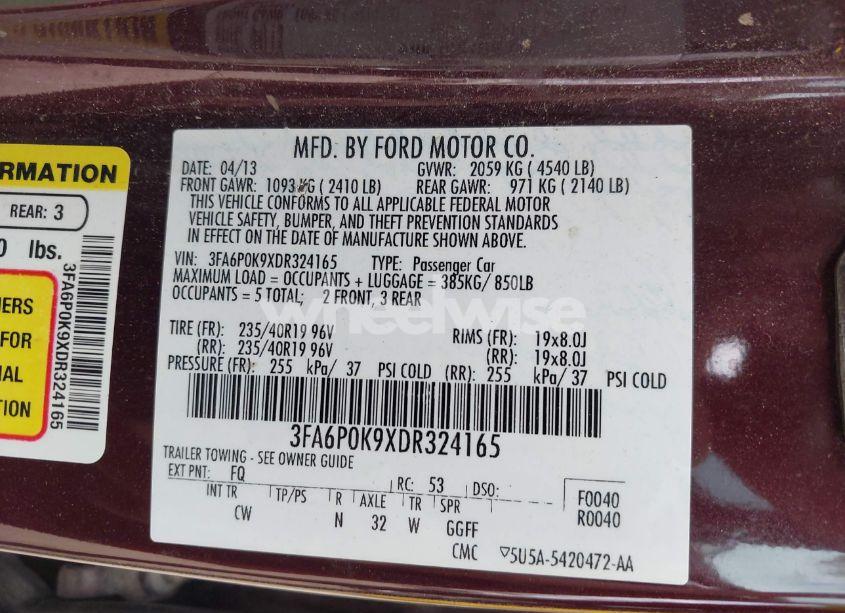 RMATION
REAR: 3
0 lbs.
ERS
FOR
AL
TION
3FA6P0K9XDR324165
MFD. BY FORD MOTOR CO.
DATE: 04/13 GVWR: 2059 KG ( 4540 LB)
FRONT GAWR: 1093 KG ( 2410 LB) REAR GAWR: 971 KG ( 2140 LB)
THIS VEHICLE CONFORMS TO ALL APPLICABLE FEDERAL MOTOR
VEHICLE SAFETY, BUMPER, AND THEFT PREVENTION STANDARDS
IN EFFECT ON THE DATE OF MANUFACTURE SHOWN ABOVE.
VIN: 3FA6P0K9XDR324165 TYPE: Passenger Car
MAXIMUM LOAD = OCCUPANTS + LUGGAGE = 385KG/ 850LB
OCCUPANTS = 5 TOTAL; 2 FRONT, 3 REAR
wheelwise
TIRE (FR): 235/40R19 96V RIMS (FR): 19x8.0J
(RR): 235/40R19 96V (RR): 19x8.0J
PRESSURE (FR): 255 kPa/ 37 PSI COLD (RR): 255 kPa/ 37 PSI COLD
3FA6P0K9XDR324165
TRAILER TOWING - SEE OWNER GUIDE
EXT PNT: FQ RC: 53 DSO: F0040
INT TR TP/PS R AXLE TR SPR R0040
CW N 32 W GGFF
CMC ▽5U5A-5420472-AA